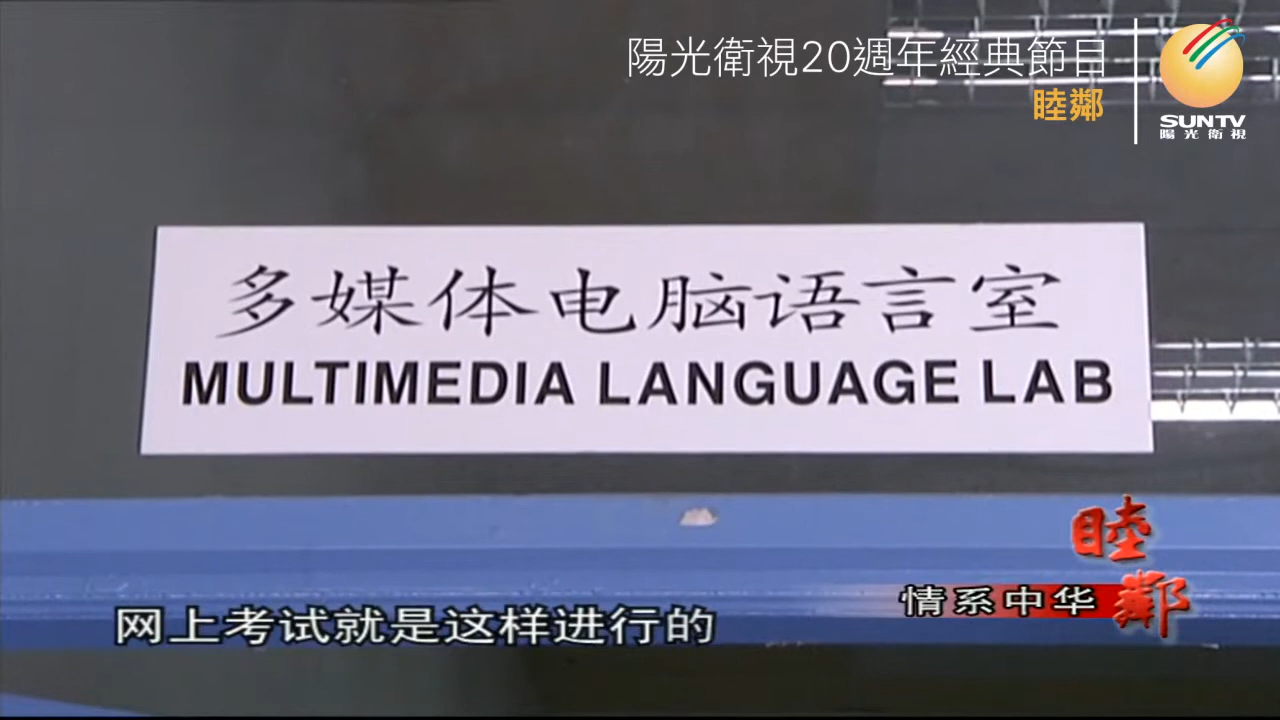 陽光衛視20週年經典節目
睦鄰
SUNTV
陽光衛視
多媒体电脑语言室
MULTIMEDIA LANGUAGE LAB
睦鄰
情系中华
网上考试就是这样进行的